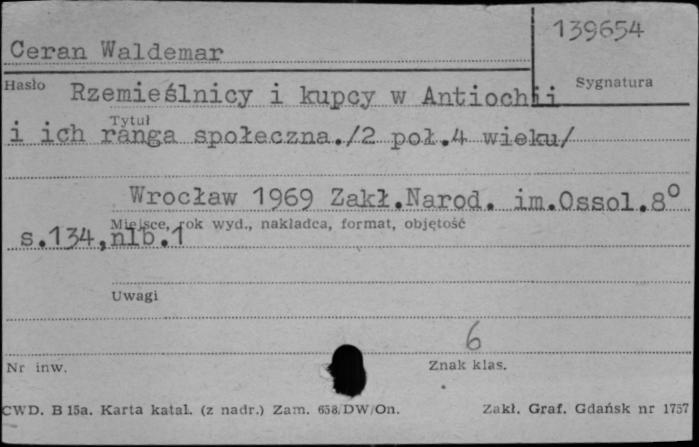 139654
Ceran Waldemar
Hasło
Sygnatura
Rzemieślnicy i kupcy w Antiochii
Tytuł
i ich ranga społeczna./2 poł.4 wieku/
Wrocław 1969 Zakł.Narod. im.Ossol.8°
Miejsce, rok wyd., nakładca, format, objętość
s.134,nlb.1
Uwagi
6
Nr inw.
Znak klas.
CWD. B 15a. Karta katal. (z nadr.) Zam. 658/DW/On.
Zakł. Graf. Gdańsk nr 1757